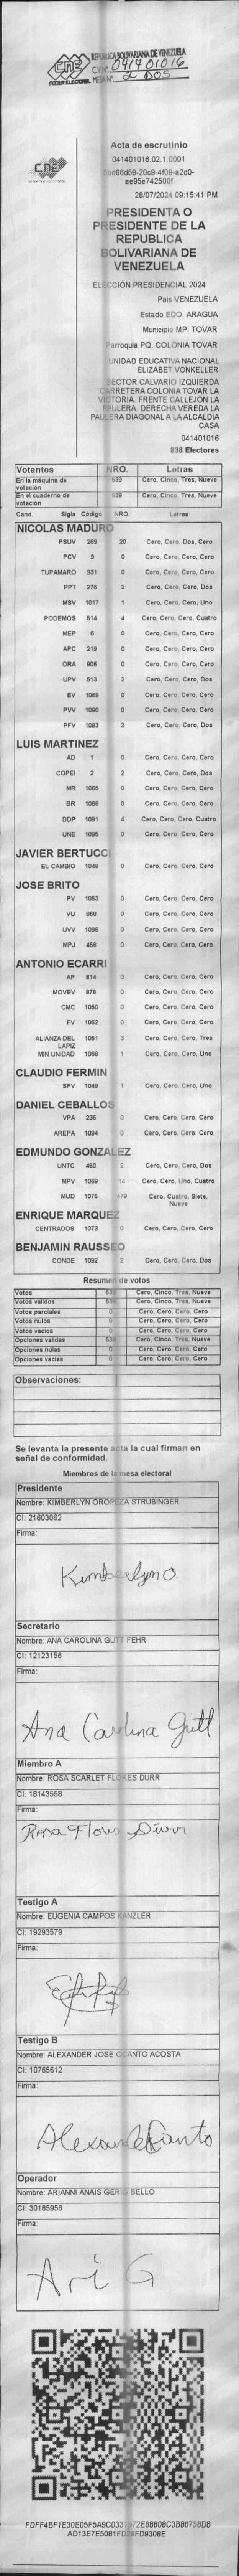 REPUBLICA BOLIVARIANA DE VENEZUELA
CV Nº 041401016
MESA Nº 2 DOS
CNE
PODER ELECTORAL
CNE
Acta de escrutinio
041401016.02.1.0001
ae95e742500f
28/07/2024 09:15:41 PM
PRESIDENTA O
PRESIDENTE DE LA
REPUBLICA
BOLIVARIANA DE
VENEZUELA
ELECCIÓN PRESIDENCIAL 2024
País VENEZUELA
Estado EDO. ARAGUA
Municipio MP. TOVAR
Parroquia PQ. COLONIA TOVAR
UNIDAD EDUCATIVA NACIONAL
ELIZABET VONKELLER
SECTOR CALVARIO IZQUIERDA
CARRETERA COLONIA TOVAR LA
VICTORIA. FRENTE CALLEJÓN LA
PAULERA. DERECHA VEREDA LA
PAULERA DIAGONAL A LA ALCALDIA
CASA
041401016
838 Electores
Votantes NRO. Letras
En la máquina de votación 539 Cero, Cinco, Tres, Nueve
En el cuaderno de votación 539 Cero, Cinco, Tres, Nueve
Cand. Sigla Código NRO. Letras
NICOLAS MADURO
PSUV 269 20 Cero, Cero, Dos, Cero
PCV 5 0 Cero, Cero, Cero, Cero
TUPAMARO 931 0 Cero, Cero, Cero, Cero
PPT 276 2 Cero, Cero, Cero, Dos
MSV 1017 1 Cero, Cero, Cero, Uno
PODEMOS 514 4 Cero, Cero, Cero, Cuatro
MEP 6 0 Cero, Cero, Cero, Cero
APC 219 0 Cero, Cero, Cero, Cero
ORA 906 0 Cero, Cero, Cero, Cero
UPV 513 2 Cero, Cero, Cero, Dos
EV 1089 0 Cero, Cero, Cero, Cero
PVV 1090 0 Cero, Cero, Cero, Cero
PFV 1093 2 Cero, Cero, Cero, Dos
LUIS MARTINEZ
AD 1 0 Cero, Cero, Cero, Cero
COPEI 2 2 Cero, Cero, Cero, Dos
MR 1085 0 Cero, Cero, Cero, Cero
BR 1086 0 Cero, Cero, Cero, Cero
DDP 1091 4 Cero, Cero, Cero, Cuatro
UNE 1095 0 Cero, Cero, Cero, Cero
JAVIER BERTUCCI
EL CAMBIO 1048 0 Cero, Cero, Cero, Cero
JOSE BRITO
PV 1053 0 Cero, Cero, Cero, Cero
VU 968 0 Cero, Cero, Cero, Cero
UVV 1096 0 Cero, Cero, Cero, Cero
MPJ 458 0 Cero, Cero, Cero, Cero
ANTONIO ECARRI
AP 814 0 Cero, Cero, Cero, Cero
MOVEV 878 0 Cero, Cero, Cero, Cero
CMC 1050 0 Cero, Cero, Cero, Cero
FV 1062 0 Cero, Cero, Cero, Cero
ALIANZA DEL LAPIZ 1051 3 Cero, Cero, Cero, Tres
MIN UNIDAD 1068 1 Cero, Cero, Cero, Uno
CLAUDIO FERMIN
SPV 1049 1 Cero, Cero, Cero, Uno
DANIEL CEBALLOS
VPA 236 0 Cero, Cero, Cero, Cero
AREPA 1094 0 Cero, Cero, Cero, Cero
EDMUNDO GONZALEZ
UNTC 460 2 Cero, Cero, Cero, Dos
MPV 1069 14 Cero, Cero, Uno, Cuatro
MUD 1075 479 Cero, Cuatro, Siete, Nueve
ENRIQUE MARQUEZ
CENTRADOS 1073 0 Cero, Cero, Cero, Cero
BENJAMIN RAUSSEO
CONDE 1092 2 Cero, Cero, Cero, Dos
Resumen de votos
Votos 539 Cero, Cinco, Tres, Nueve
Votos validos 539 Cero, Cinco, Tres, Nueve
Votos parciales 0 Cero, Cero, Cero, Cero
Votos nulos 0 Cero, Cero, Cero, Cero
Votos vacios 0 Cero, Cero, Cero, Cero
Opciones validas 539 Cero, Cinco, Tres, Nueve
Opciones nulas 0 Cero, Cero, Cero, Cero
Opciones vacias 0 Cero, Cero, Cero, Cero
Observaciones:
Se levanta la presente acta la cual firman en
señal de conformidad.
Miembros de la mesa electoral
Presidente
Nombre: KIMBERLYN OROPEZA STRUBINGER
CI: 21603062
Firma:
Kimberlyn O
Secretario
Nombre: ANA CAROLINA GUTT FEHR
CI: 12123156
Firma:
Ana Carolina Gutt
Miembro A
Nombre: ROSA SCARLET FLORES DURR
CI: 18143558
Firma:
Rosa Flores Dürr
Testigo A
Nombre: EUGENIA CAMPOS KANZLER
CI: 19293579
Firma:
Testigo B
Nombre: ALEXANDER JOSE OCANTO ACOSTA
CI: 10765612
Firma:
Alexander Ocanto
Operador
Nombre: ARIANNI ANAIS GERIG BELLO
CI: 30185956
Firma:
Ari G